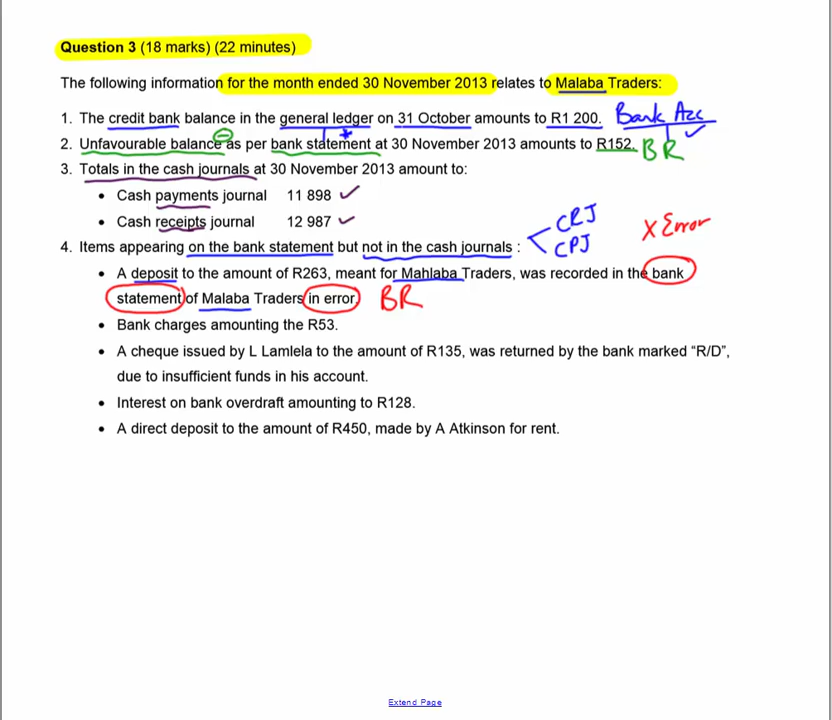 Question 3 (18 marks) (22 minutes)
The following information for the month ended 30 November 2013 relates to Malaba Traders:
1. The credit bank balance in the general ledger on 31 October amounts to R1 200. Bank Acc
2. Unfavourable balance as per bank statement at 30 November 2013 amounts to R152. BR
3. Totals in the cash journals at 30 November 2013 amount to:
• Cash payments journal 11 898 ✓
• Cash receipts journal 12 987 ✓
CRJ
X Error
4. Items appearing on the bank statement but not in the cash journals : < CPJ
• A deposit to the amount of R263, meant for Mahlaba Traders, was recorded in the bank
statement of Malaba Traders in error. BR
• Bank charges amounting the R53.
• A cheque issued by L Lamlela to the amount of R135, was returned by the bank marked “R/D”,
due to insufficient funds in his account.
• Interest on bank overdraft amounting to R128.
• A direct deposit to the amount of R450, made by A Atkinson for rent.
Extend Page